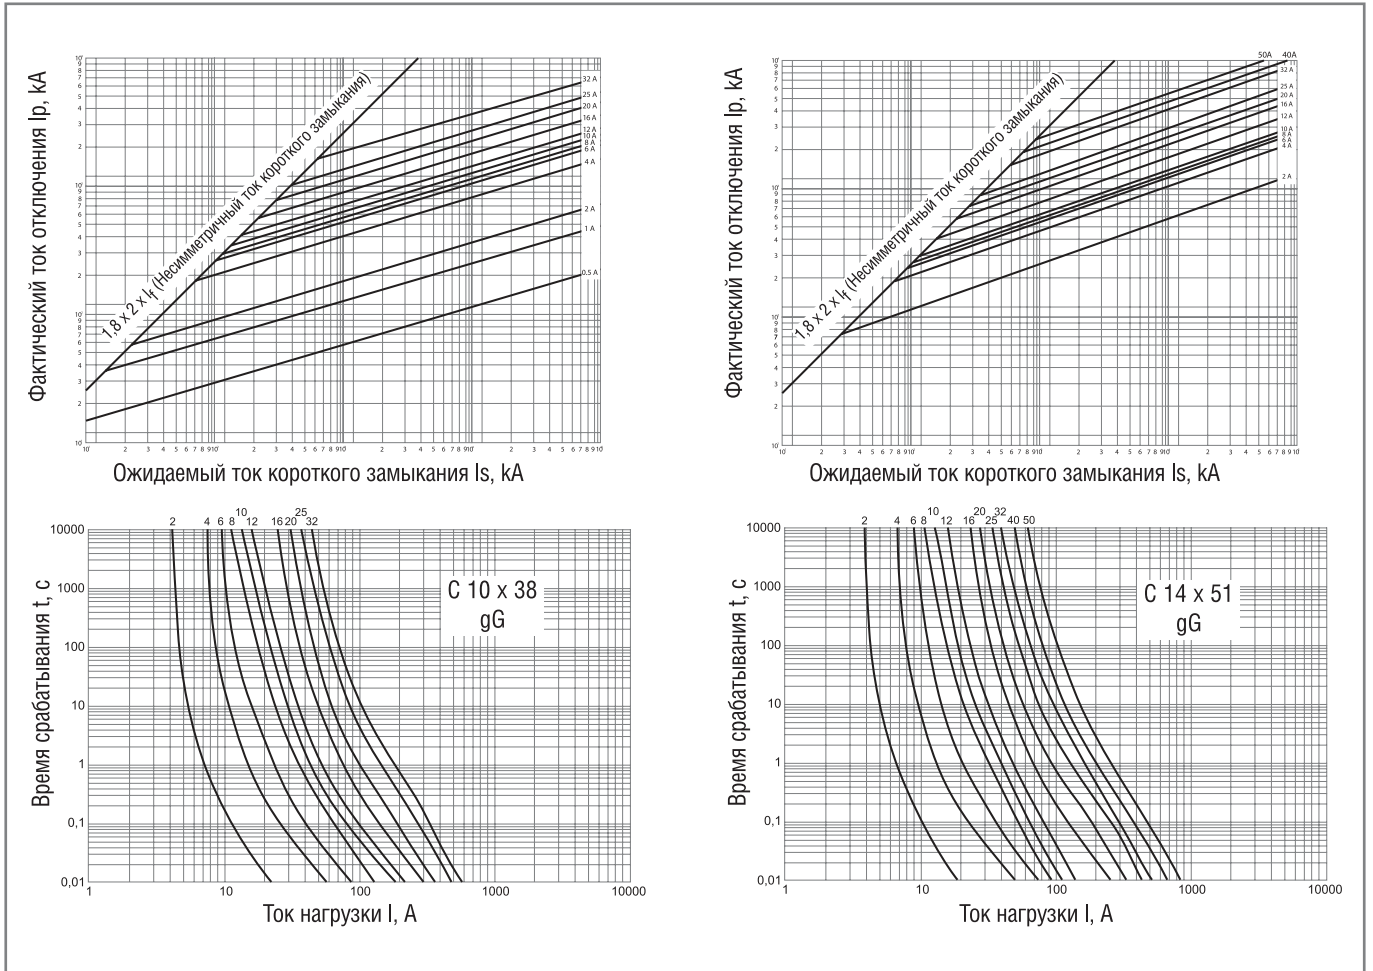 Фактический ток отключения Ip, kA
1,8 x 2 x If (Несимметричный ток короткого замыкания)
32 A
25 A
20 A
16 A
12 A
10 A
8 A
6 A
4 A
2 A
1 A
0.5 A
Ожидаемый ток короткого замыкания Is, kA
Фактический ток отключения Ip, kA
1,8 x 2 x If (Несимметричный ток короткого замыкания)
50A 40A
32 A
25 A
20 A
16 A
12 A
10 A
8 A
6 A
4 A
2 A
Ожидаемый ток короткого замыкания Is, kA
Время срабатывания t, с
2 4 6 8 10 12 16 20 25 32
10000
1000
100
10
1
0,1
0,01
C 10 x 38
gG
1 10 100 1000 10000
Ток нагрузки I, А
Время срабатывания t, с
2 4 6 8 10 12 16 20 25 32 40 50
10000
1000
100
10
1
0,1
0,01
C 14 x 51
gG
1 10 100 1000 10000
Ток нагрузки I, А